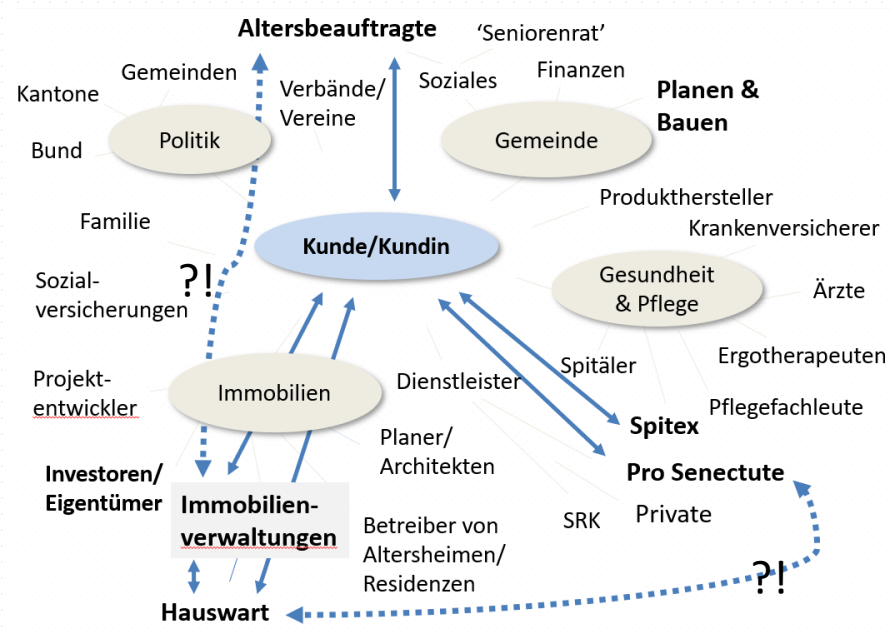 Altersbeauftragte
'Seniorenrat'
Gemeinden
Verbände/
Vereine
Soziales
Finanzen
Kantone
Planen &
Bauen
Politik
Gemeinde
Bund
Produkthersteller
Familie
Krankenversicherer
Kunde/Kundin
?!
Sozial-
versicherungen
Gesundheit
& Pflege
Ärzte
Ergotherapeuten
Spitäler
Projekt-
entwickler
Immobilien
Dienstleister
Pflegefachleute
Spitex
Planer/
Architekten
Investoren/
Eigentümer
Pro Senectute
Immobilien-
verwaltungen
SRK
Private
Betreiber von
Altersheimen/
Residenzen
?!
Hauswart